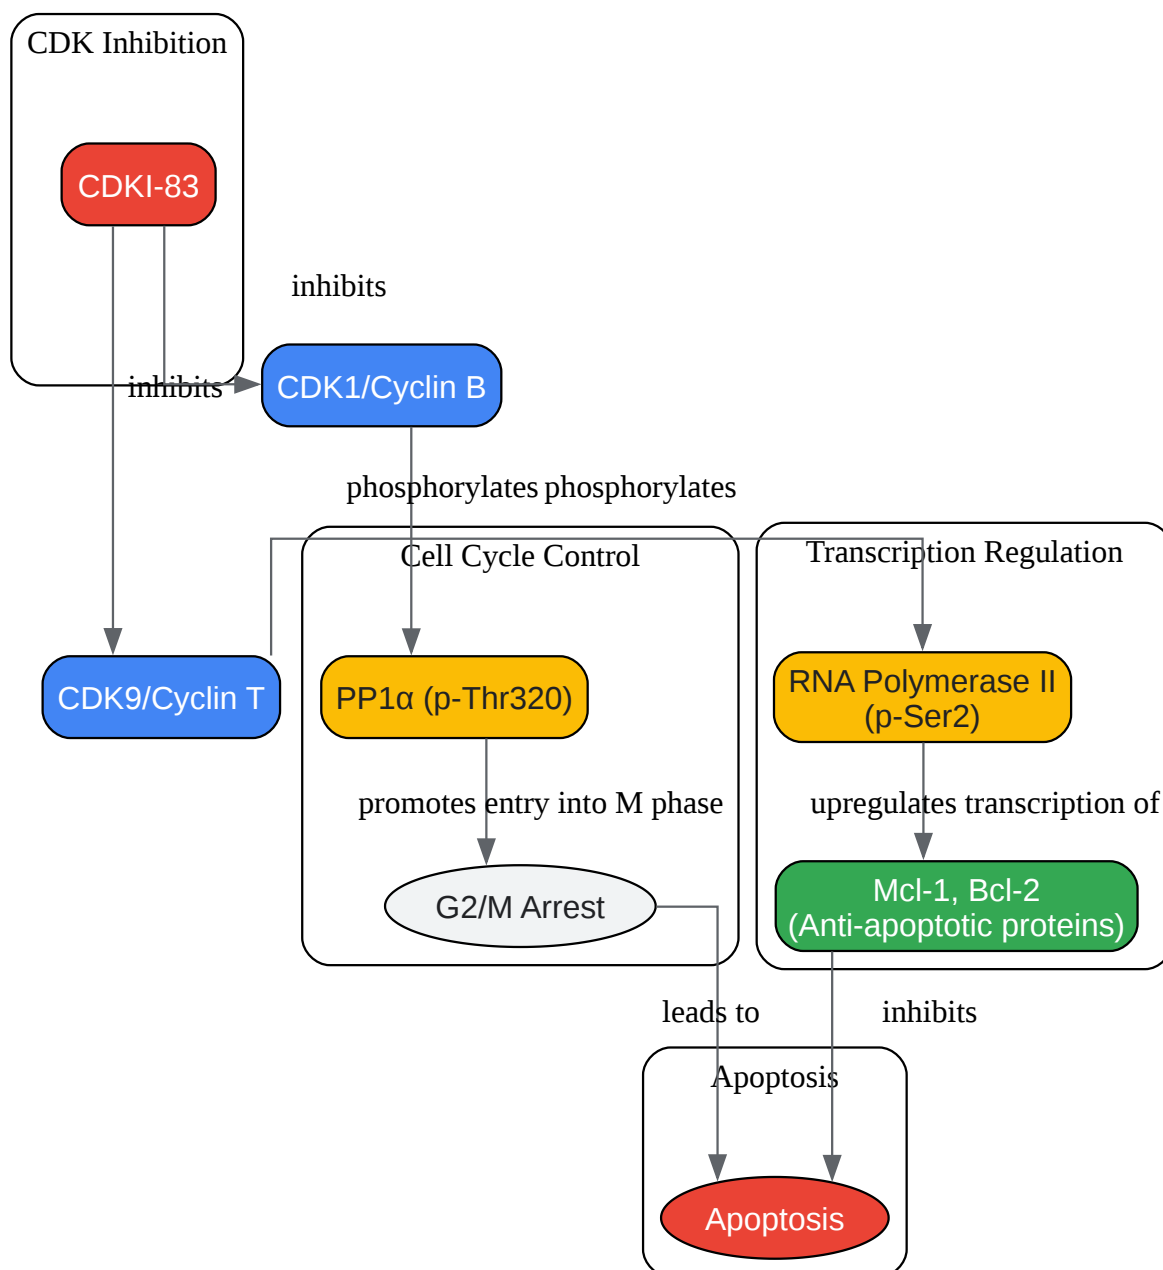 CDK Inhibition
CDKI-83
inhibits
inhibits
CDK1/Cyclin B
phosphorylates
phosphorylates
Cell Cycle Control
Transcription Regulation
CDK9/Cyclin T
PP1α (p-Thr320)
RNA Polymerase II
(p-Ser2)
promotes entry into M phase
upregulates transcription of
G2/M Arrest
Mcl-1, Bcl-2
(Anti-apoptotic proteins)
leads to
inhibits
Apoptosis
Apoptosis